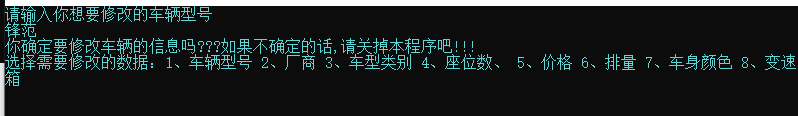 请输入你想要修改的车辆型号
锋范
你确定要修改车辆的信息吗???如果不确定的话,请关掉本程序吧!!!
选择需要修改的数据：1、车辆型号 2、厂商 3、车型类别 4、座位数、 5、价格 6、排量 7、车身颜色 8、变速
箱